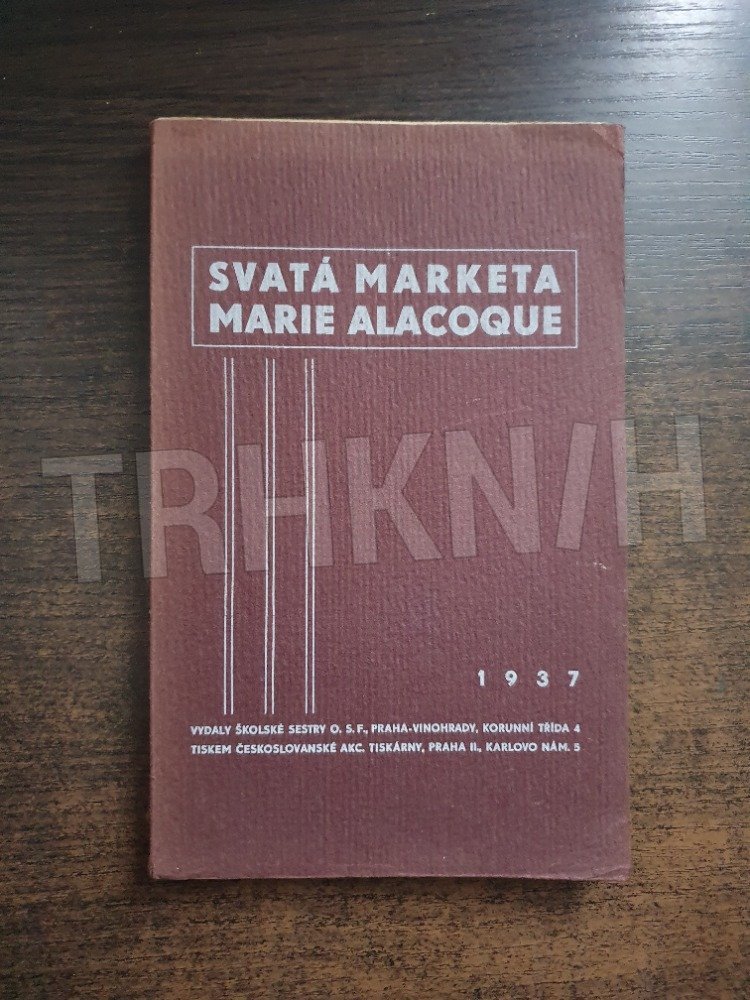 SVATÁ MARKETA
MARIE ALACOQUE
TRHKNIH
1937
VYDALY ŠKOLSKÉ SESTRY O. S. F., PRAHA-VINOHRADY, KORUNNÍ TŘÍDA 4
TISKEM ČESKOSLOVANSKÉ AKC. TISKÁRNY, PRAHA II., KARLOVO NÁM. 5